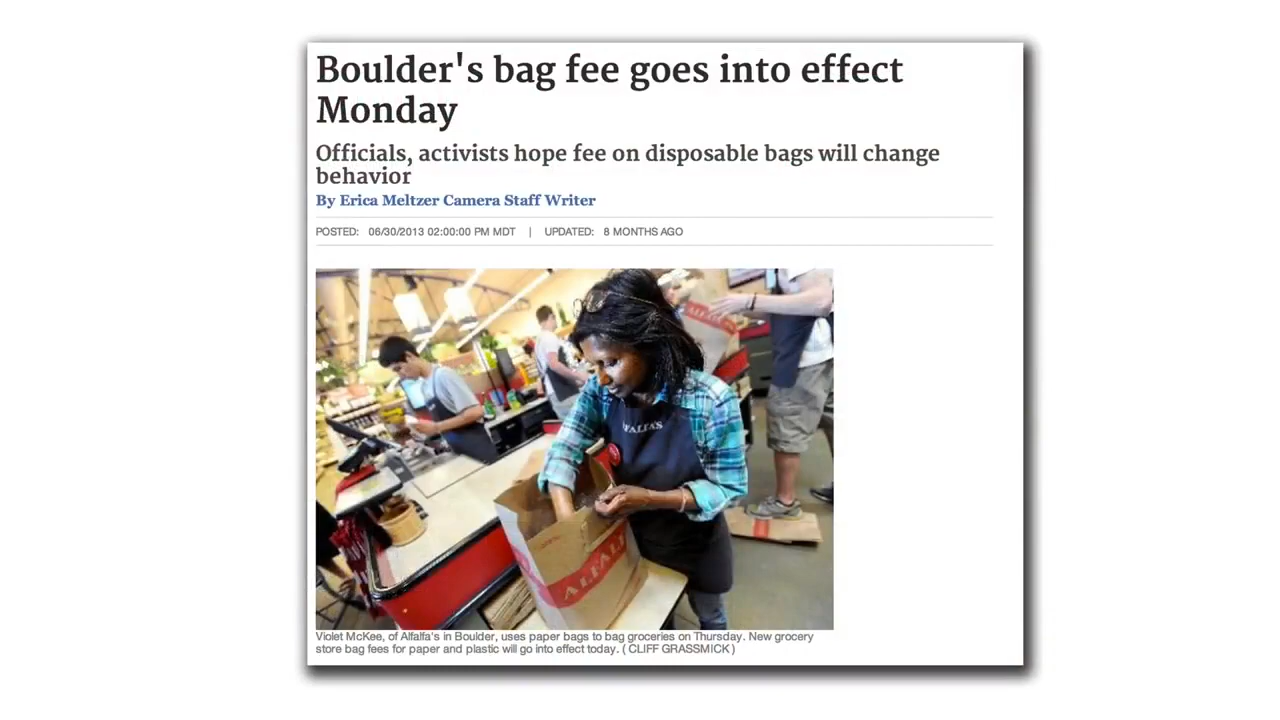 Boulder's bag fee goes into effect
Monday
Officials, activists hope fee on disposable bags will change
behavior
By Erica Meltzer Camera Staff Writer
POSTED: 06/30/2013 02:00:00 PM MDT | UPDATED: 8 MONTHS AGO
ALFALFA'S
ALFAL
Violet McKee, of Alfalfa's in Boulder, uses paper bags to bag groceries on Thursday. New grocery
store bag fees for paper and plastic will go into effect today. ( CLIFF GRASSMICK )